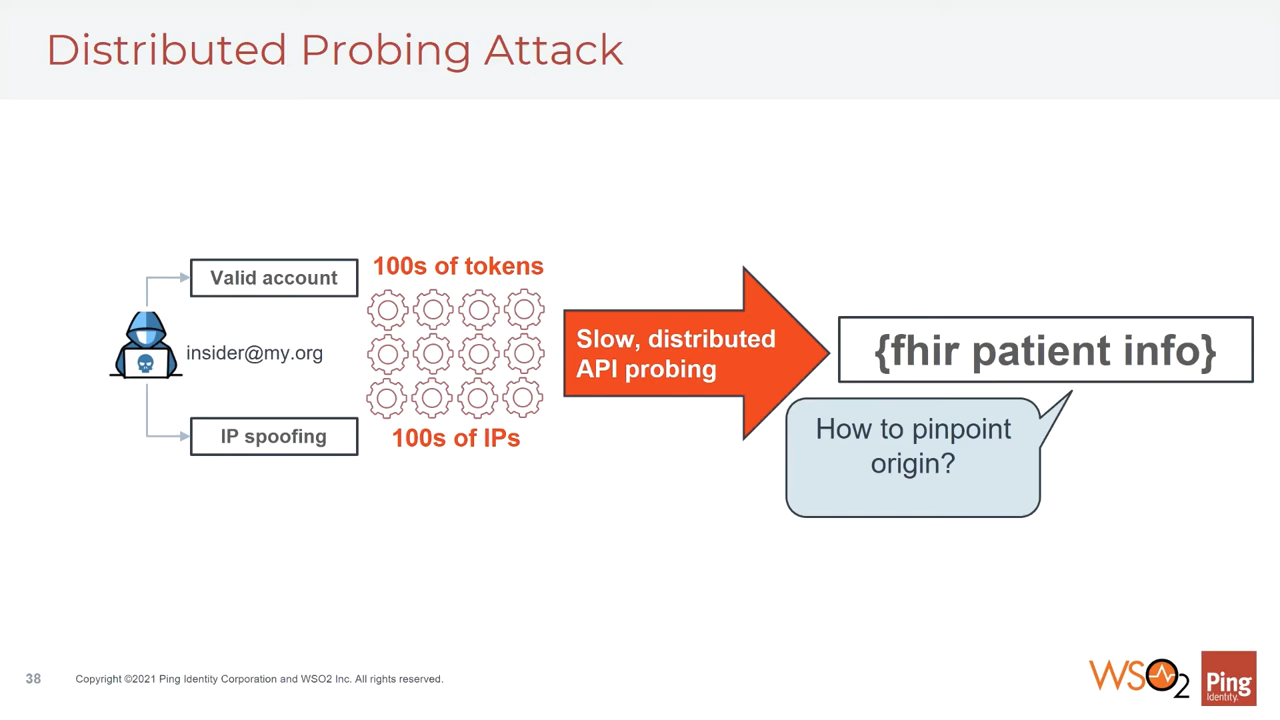 Distributed Probing Attack
Valid account
100s of tokens
insider@my.org
IP spoofing
100s of IPs
Slow, distributed
API probing
{fhir patient info}
How to pinpoint
origin?
38
Copyright ©2021 Ping Identity Corporation and WSO2 Inc. All rights reserved.
WSO2
Ping
Identity.